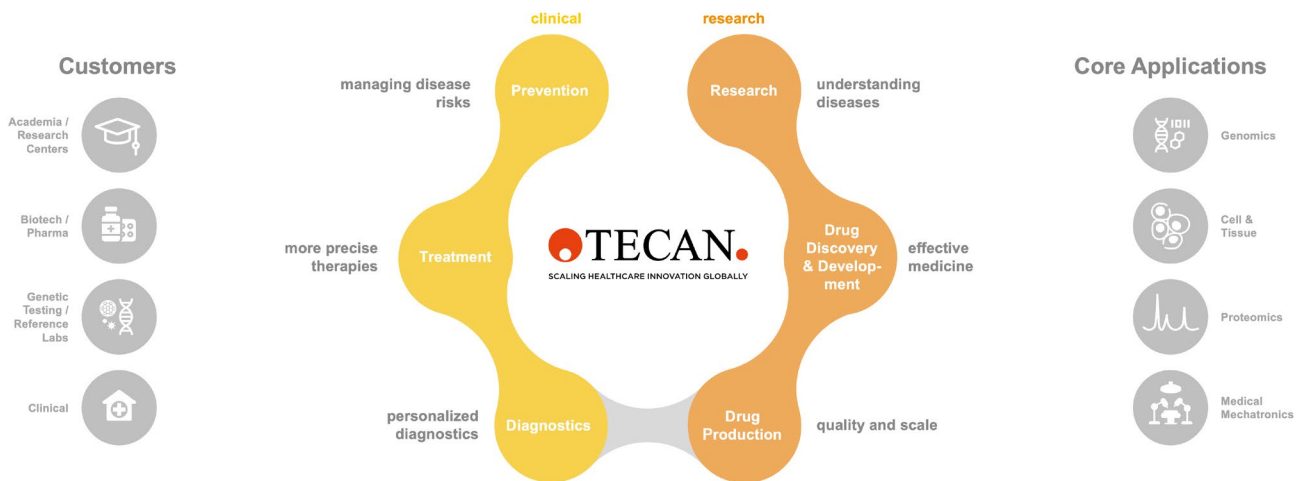 clinical
research
Customers
Academia /
Research
Centers
Biotech /
Pharma
Genetic
Testing /
Reference
Labs
Clinical
managing disease
risks
Prevention
more precise
therapies
Treatment
personalized
diagnostics
Diagnostics
TECAN.
SCALING HEALTHCARE INNOVATION GLOBALLY
Research
understanding
diseases
Drug
Discovery
& Develop-
ment
effective
medicine
Drug
Production
quality and scale
Core Applications
1011
Genomics
Cell &
Tissue
Proteomics
Medical
Mechatronics